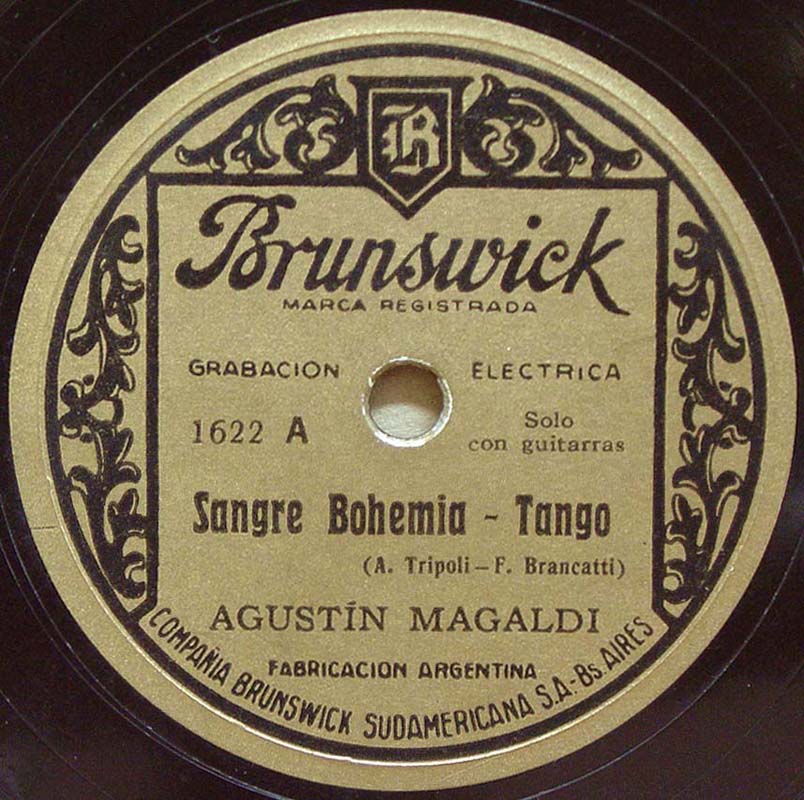 B
Brunswick
MARCA REGISTRADA
GRABACION ELECTRICA
1622 A Solo
con guitarras
Sangre Bohemia - Tango
(A. Tripoli – F. Brancatti)
AGUSTÍN MAGALDI
FABRICACION ARGENTINA
COMPAÑIA BRUNSWICK SUDAMERICANA S.A.-Bs. AIRES